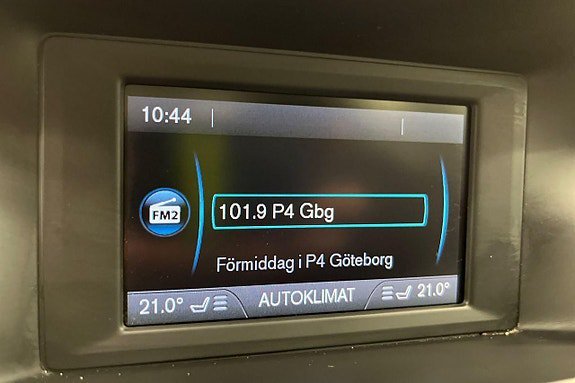 10:44
FM2
101.9 P4 Gbg
Förmiddag i P4 Göteborg
21.0° AUTOKLIMAT 21.0°